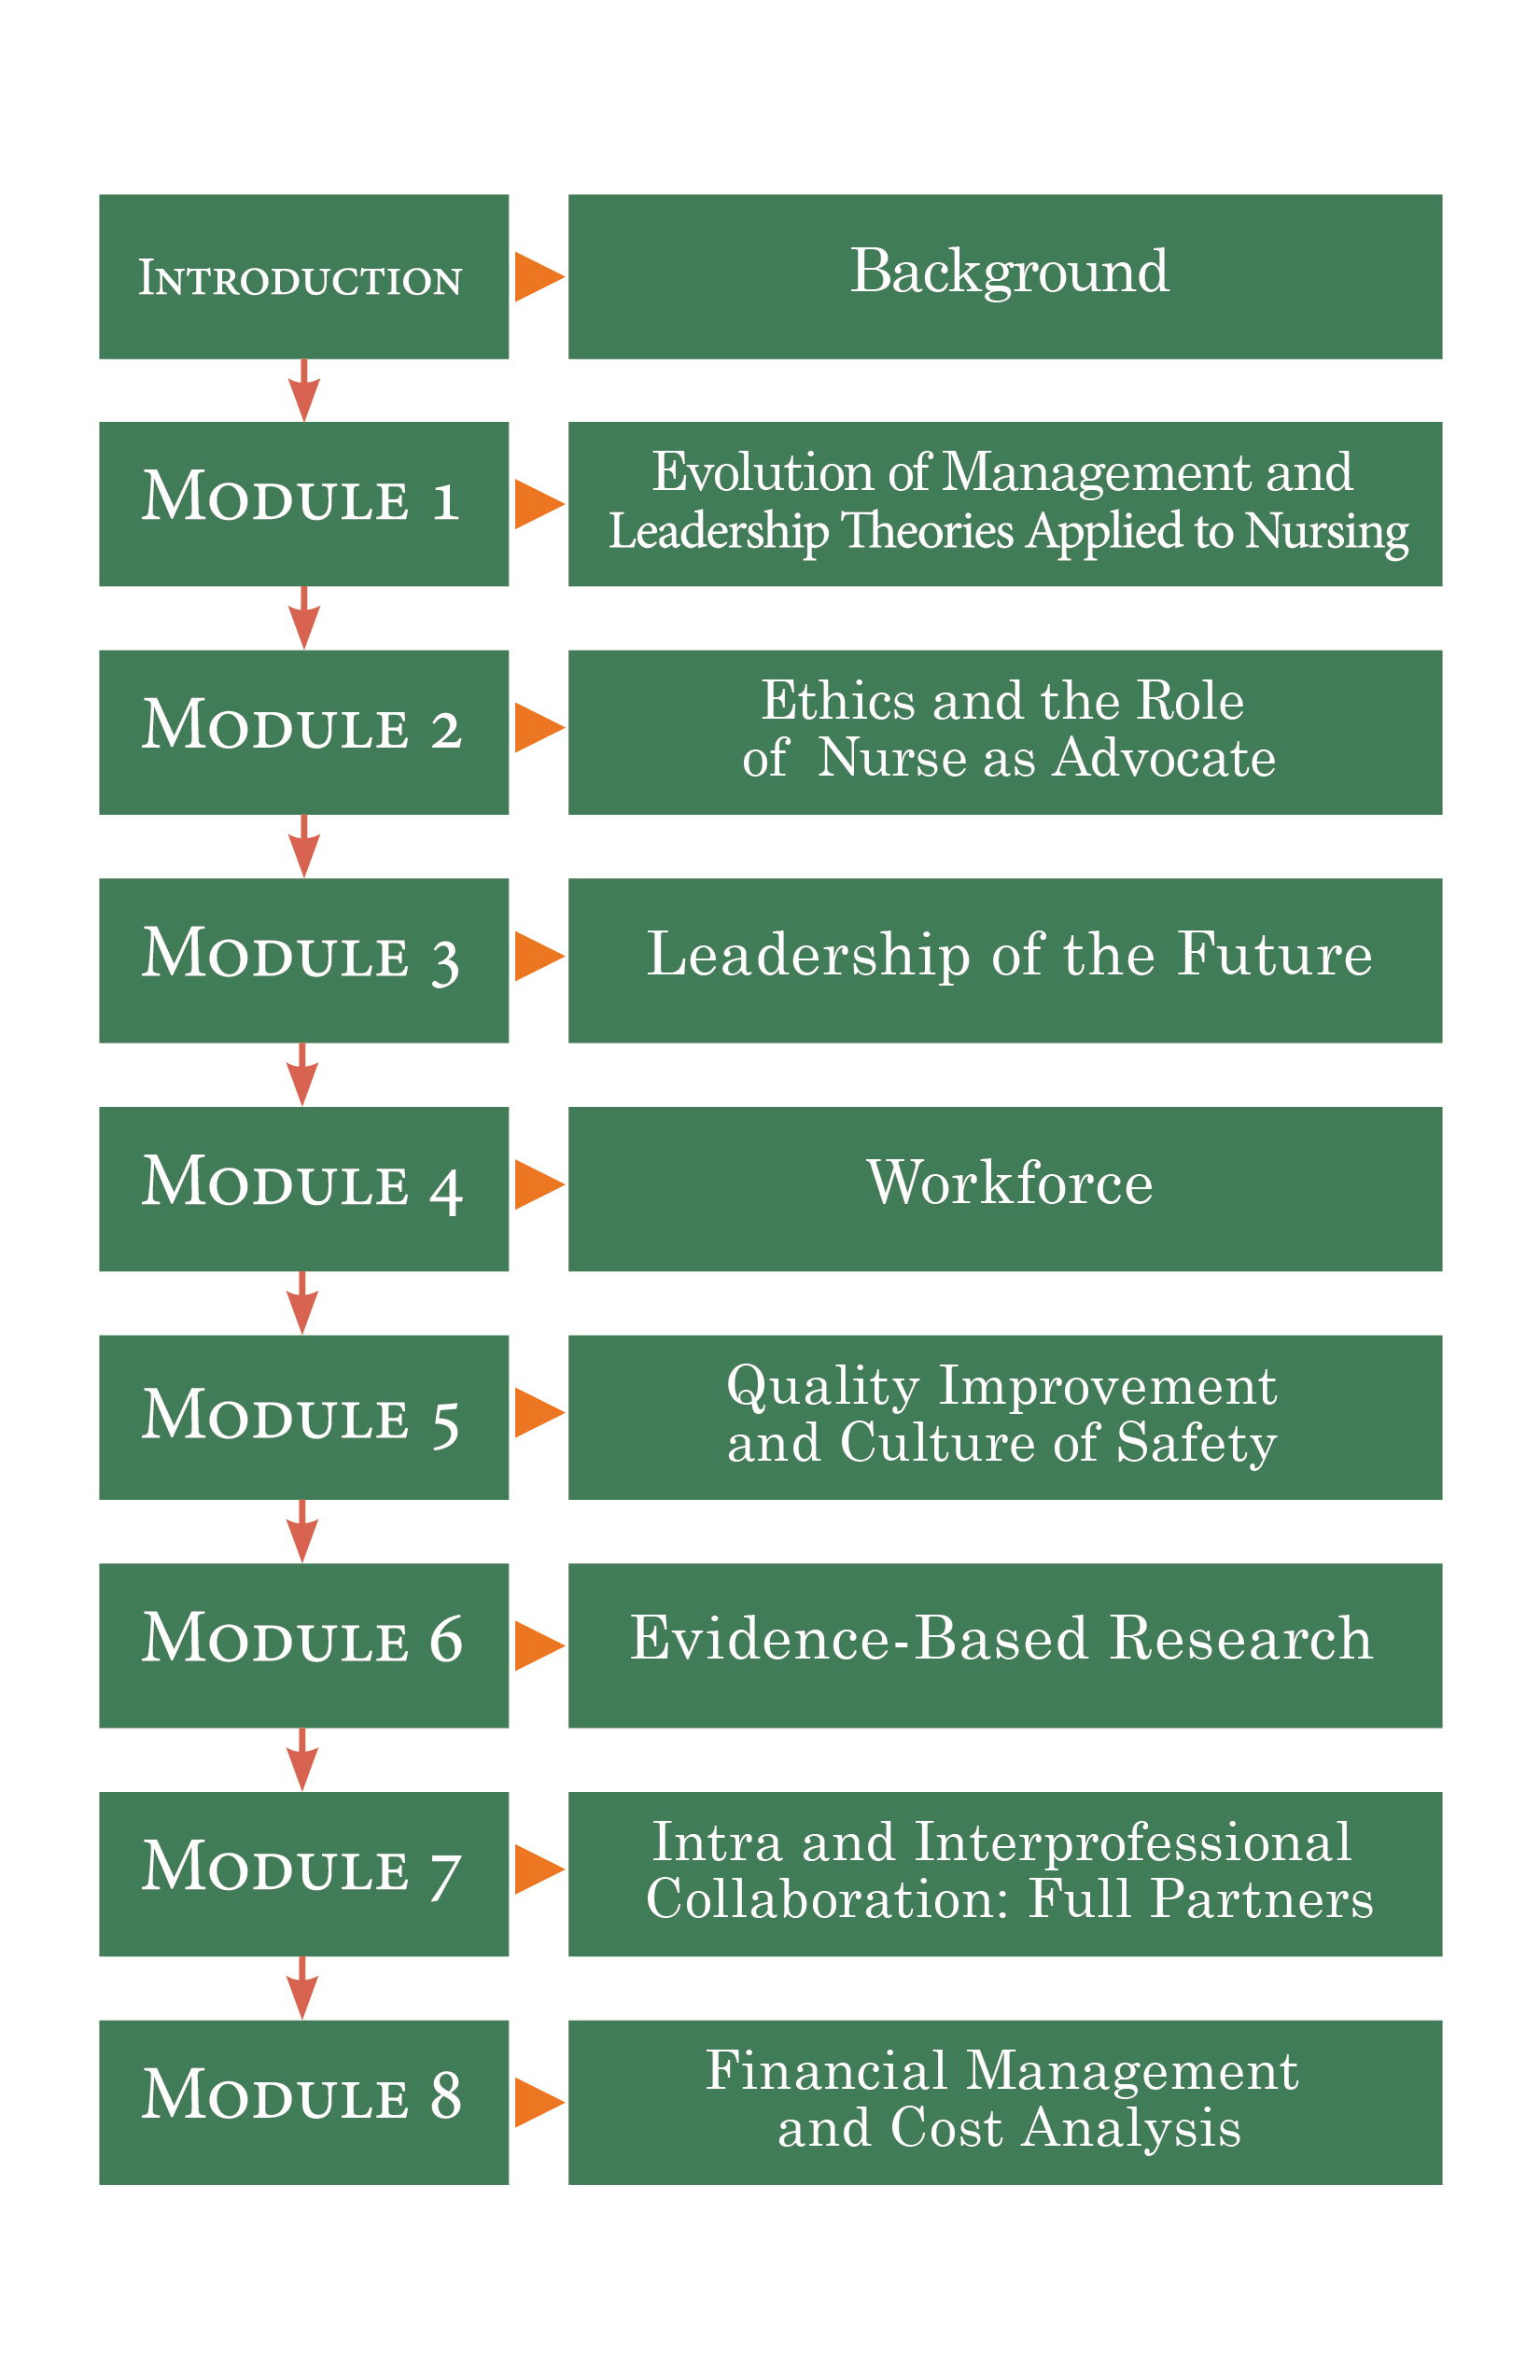 Introduction
Background
Module 1
Evolution of Management and
Leadership Theories Applied to Nursing
Module 2
Ethics and the Role
of  Nurse as Advocate
Module 3
Leadership of the Future
Module 4
Workforce
Module 5
Quality Improvement
and Culture of Safety
Module 6
Evidence-Based Research
Module 7
Intra and Interprofessional
Collaboration: Full Partners
Module 8
Financial Management
and Cost Analysis